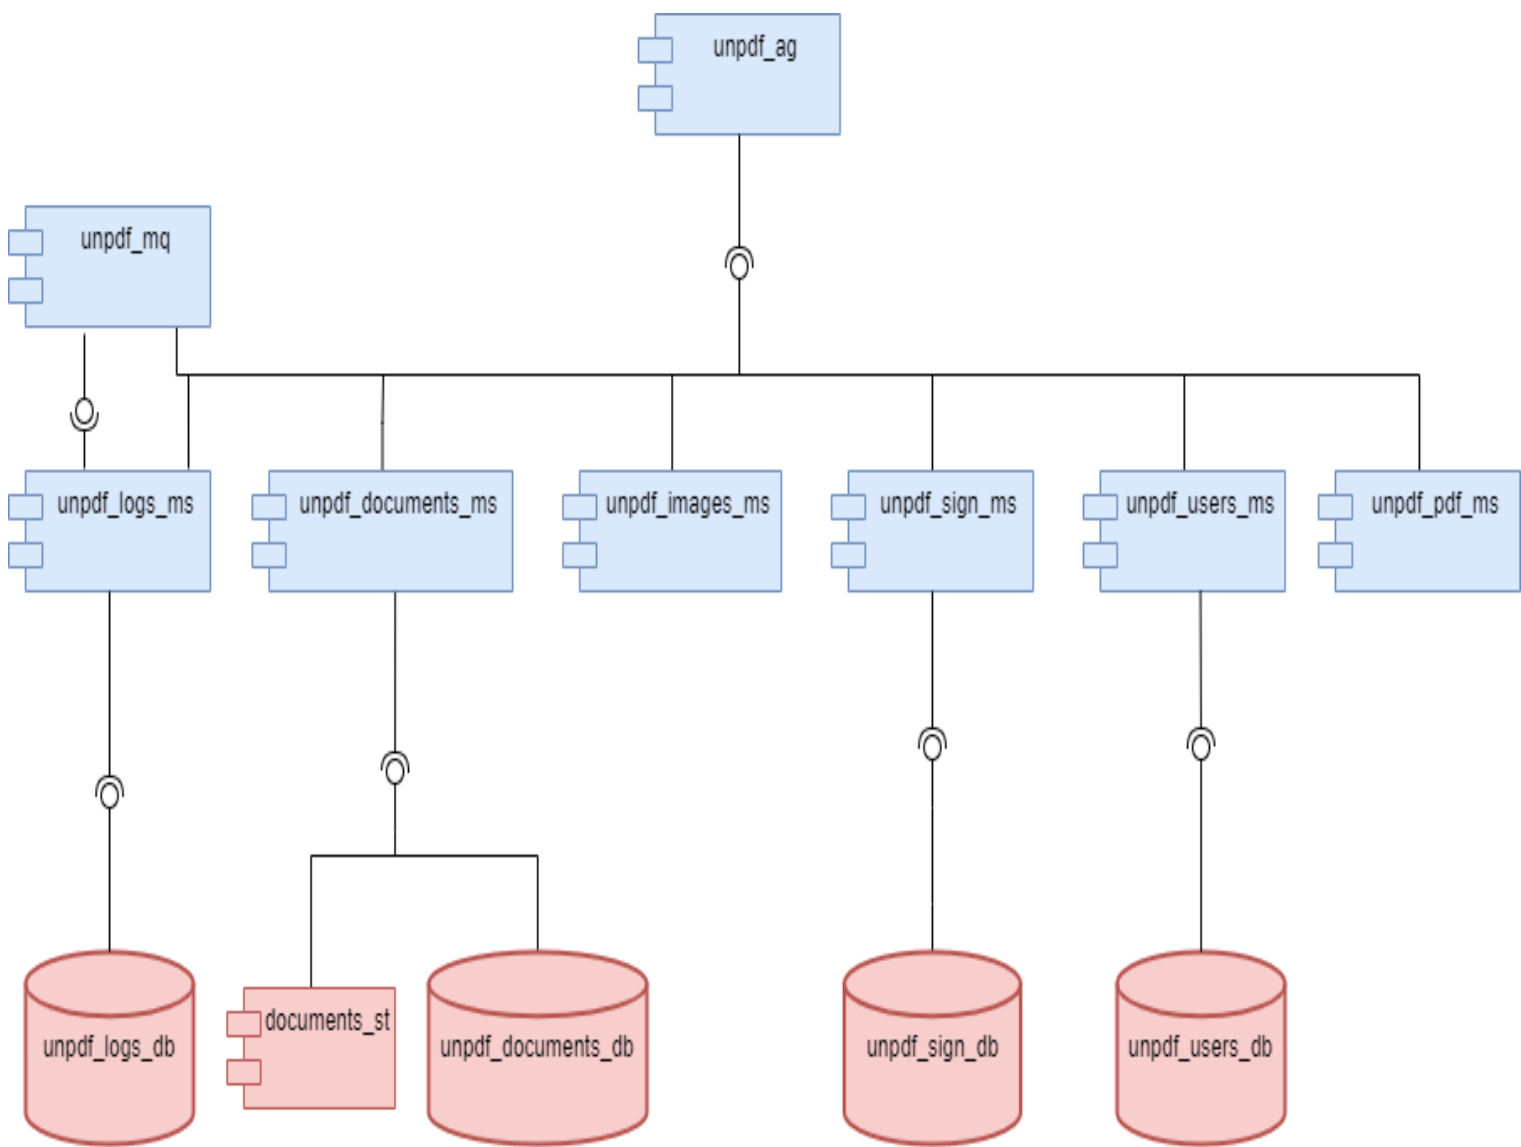 unpdf_ag
unpdf_mq
unpdf_logs_ms
unpdf_documents_ms
unpdf_images_ms
unpdf_sign_ms
unpdf_users_ms
unpdf_pdf_ms
documents_st
unpdf_logs_db
unpdf_documents_db
unpdf_sign_db
unpdf_users_db